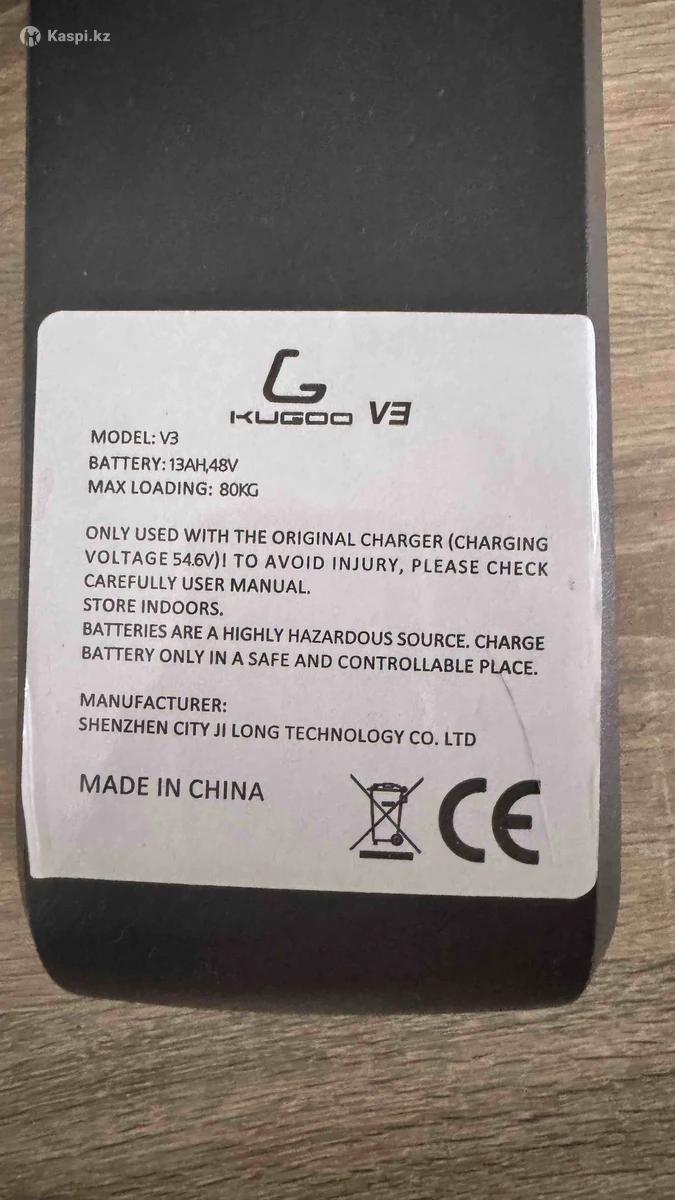 Kaspi.kz
KUGOO V3
MODEL: V3
BATTERY: 13AH,48V
MAX LOADING: 80KG
ONLY USED WITH THE ORIGINAL CHARGER (CHARGING
VOLTAGE 54.6V)! TO AVOID INJURY, PLEASE CHECK
CAREFULLY USER MANUAL.
STORE INDOORS.
BATTERIES ARE A HIGHLY HAZARDOUS SOURCE. CHARGE
BATTERY ONLY IN A SAFE AND CONTROLLABLE PLACE.
MANUFACTURER:
SHENZHEN CITY JI LONG TECHNOLOGY CO. LTD
MADE IN CHINA
CE